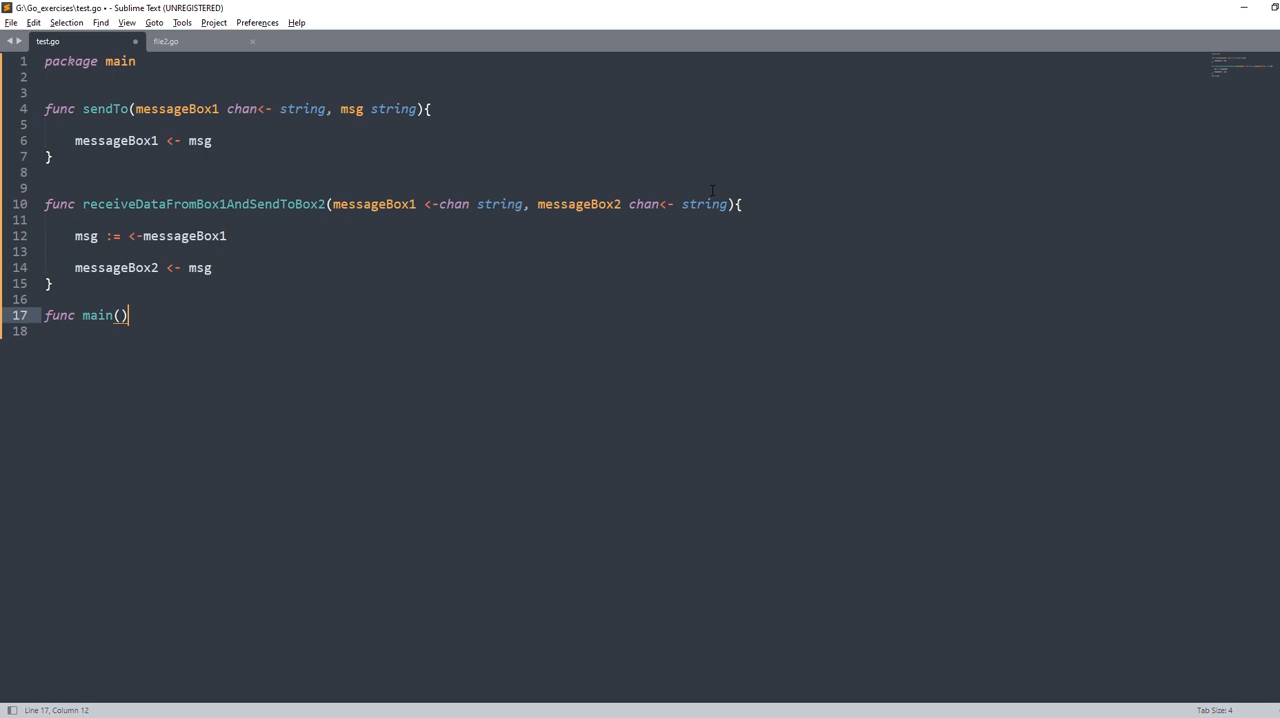 G:\Go_exercises\test.go • - Sublime Text (UNREGISTERED)
File Edit Selection Find View Goto Tools Project Preferences Help
test.go file2.go
1 package main
2
3
4 func sendTo(messageBox1 chan<- string, msg string){
5
6 messageBox1 <- msg
7 }
8
9
10 func receiveDataFromBox1AndSendToBox2(messageBox1 <-chan string, messageBox2 chan<- string){
11
12 msg := <-messageBox1
13
14 messageBox2 <- msg
15 }
16
17 func main()
18
Line 17, Column 12 Tab Size: 4